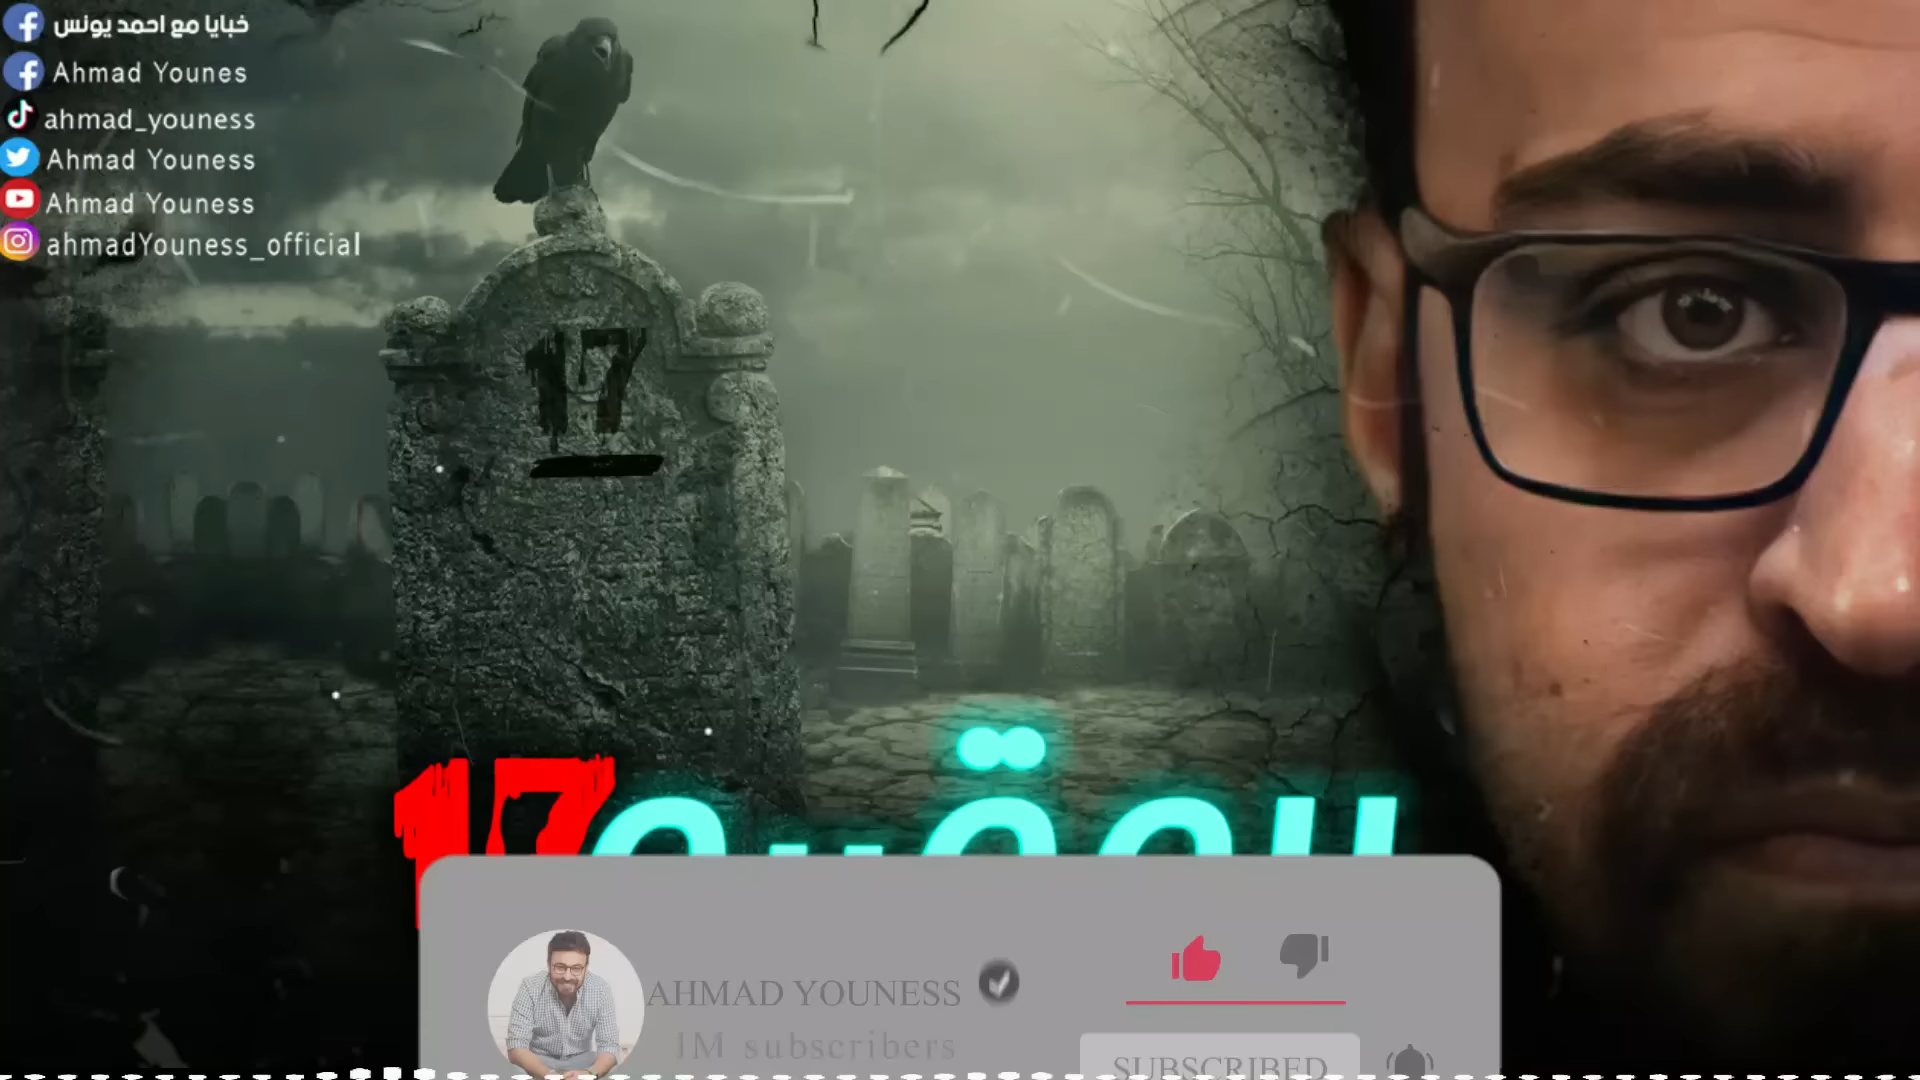 خبايا مع احمد يونس
Ahmad Younes
ahmad_youness
Ahmad Youness
Ahmad Youness
ahmadYouness_official
17
17
AHMAD YOUNESS
1M subscribers
SUBSCRIBED